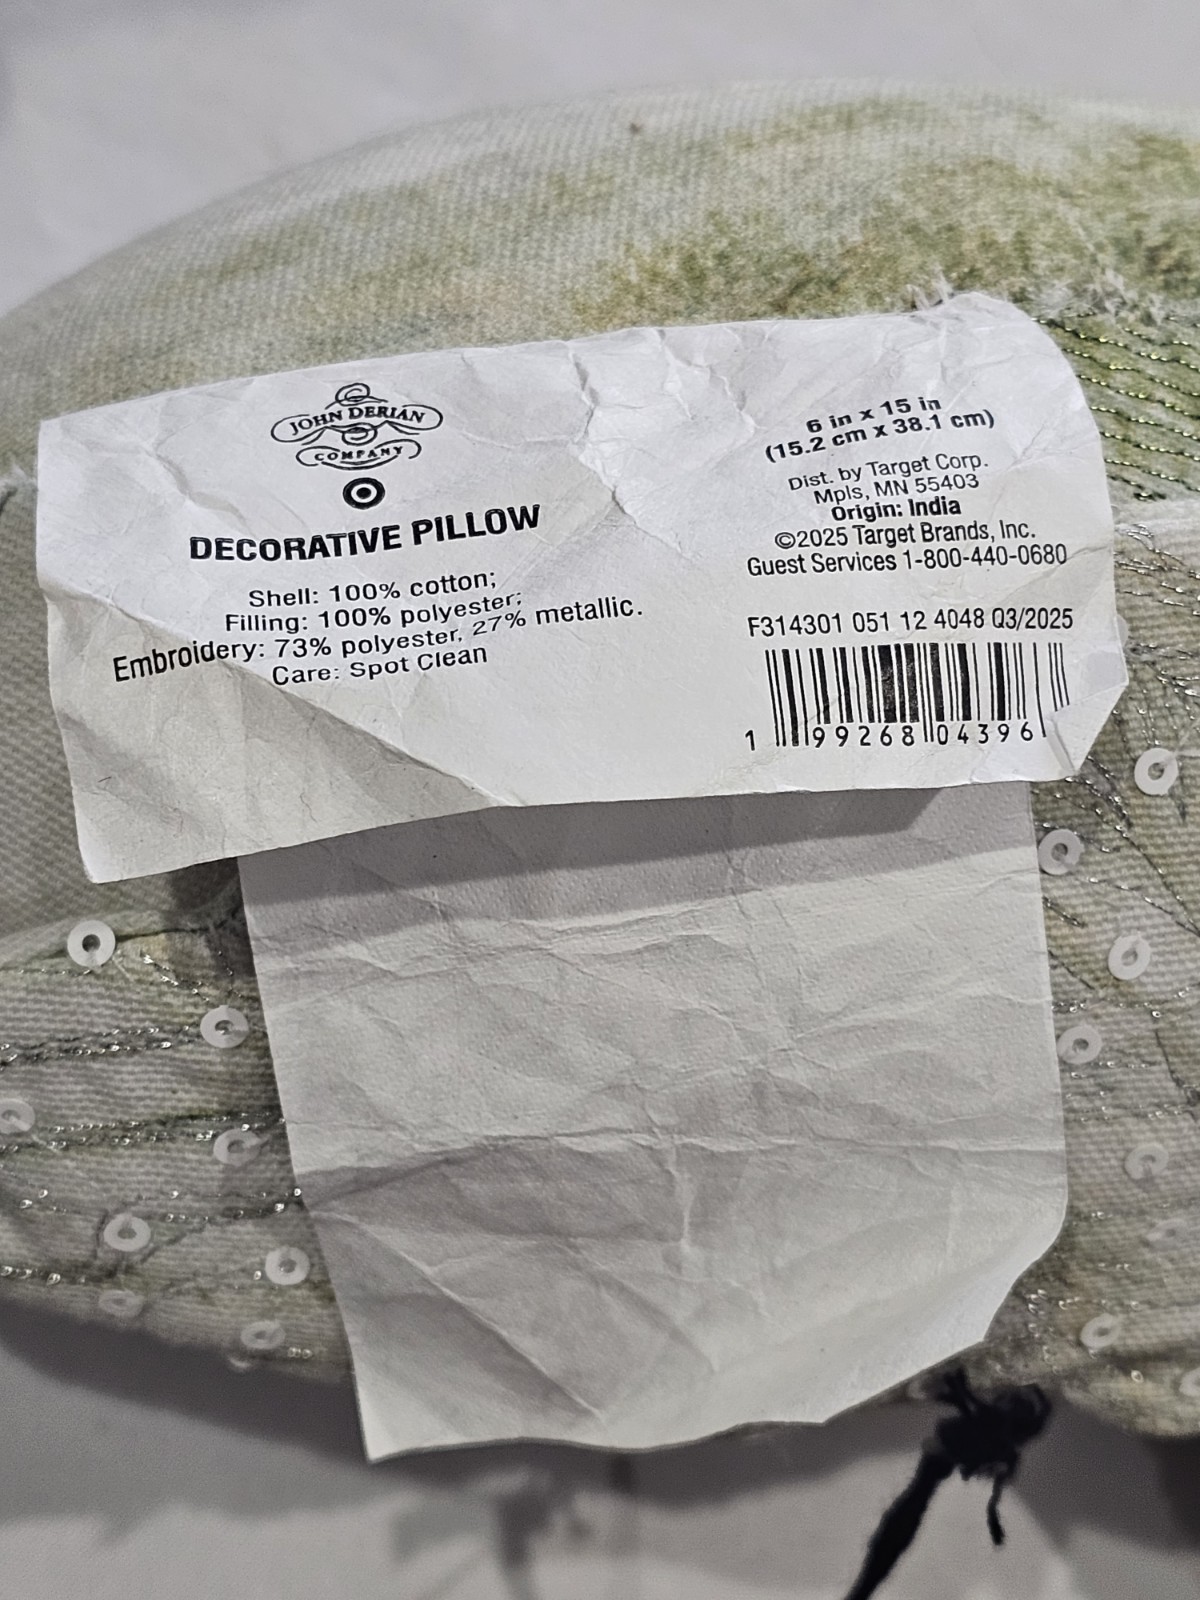 JOHN DERIAN
COMPANY
DECORATIVE PILLOW
Shell: 100% cotton;
Filling: 100% polyester;
Embroidery: 73% polyester, 27% metallic.
Care: Spot Clean
6 in x 15 in
(15.2 cm x 38.1 cm)
Dist. by Target Corp.
Mpls, MN 55403
Origin: India
©2025 Target Brands, Inc.
Guest Services 1-800-440-0680
F314301 051 12 4048 Q3/2025
1 99268 04396